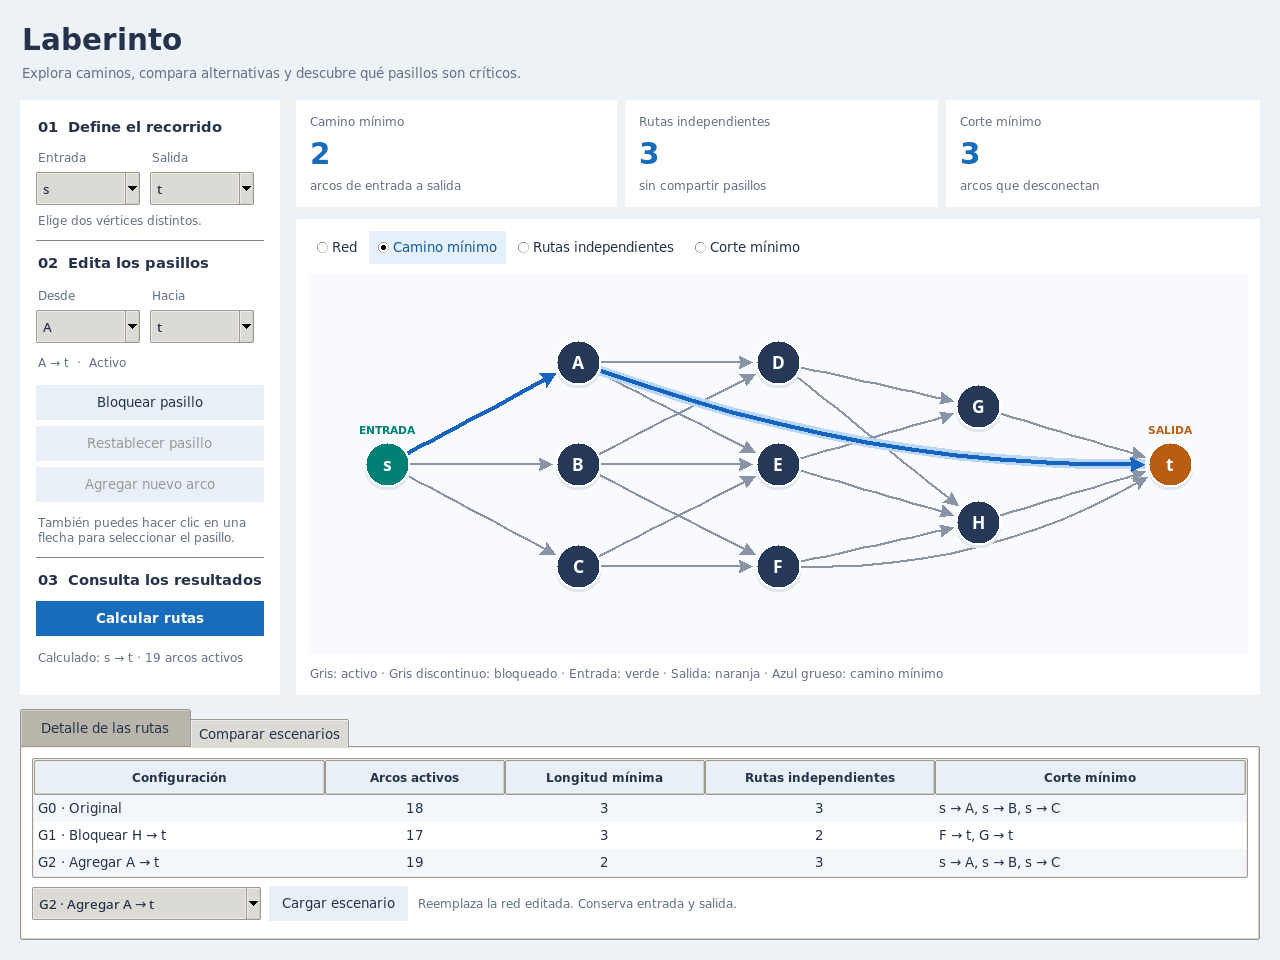 Laberinto
Explora caminos, compara alternativas y descubre qué pasillos son críticos.
01 Define el recorrido
Entrada Salida
s t
Elige dos vértices distintos.
02 Edita los pasillos
Desde Hacia
A t
A → t · Activo
Bloquear pasillo
Restablecer pasillo
Agregar nuevo arco
También puedes hacer clic en una
flecha para seleccionar el pasillo.
03 Consulta los resultados
Calcular rutas
Calculado: s → t · 19 arcos activos
Camino mínimo
2
arcos de entrada a salida
Rutas independientes
3
sin compartir pasillos
Corte mínimo
3
arcos que desconectan
Red Camino mínimo Rutas independientes Corte mínimo
A D
G
ENTRADA SALIDA
s B E t
H
C F
Gris: activo · Gris discontinuo: bloqueado · Entrada: verde · Salida: naranja · Azul grueso: camino mínimo
Detalle de las rutas Comparar escenarios
Configuración Arcos activos Longitud mínima Rutas independientes Corte mínimo
G0 · Original 18 3 3 s → A, s → B, s → C
G1 · Bloquear H → t 17 3 2 F → t, G → t
G2 · Agregar A → t 19 2 3 s → A, s → B, s → C
G2 · Agregar A → t Cargar escenario Reemplaza la red editada. Conserva entrada y salida.